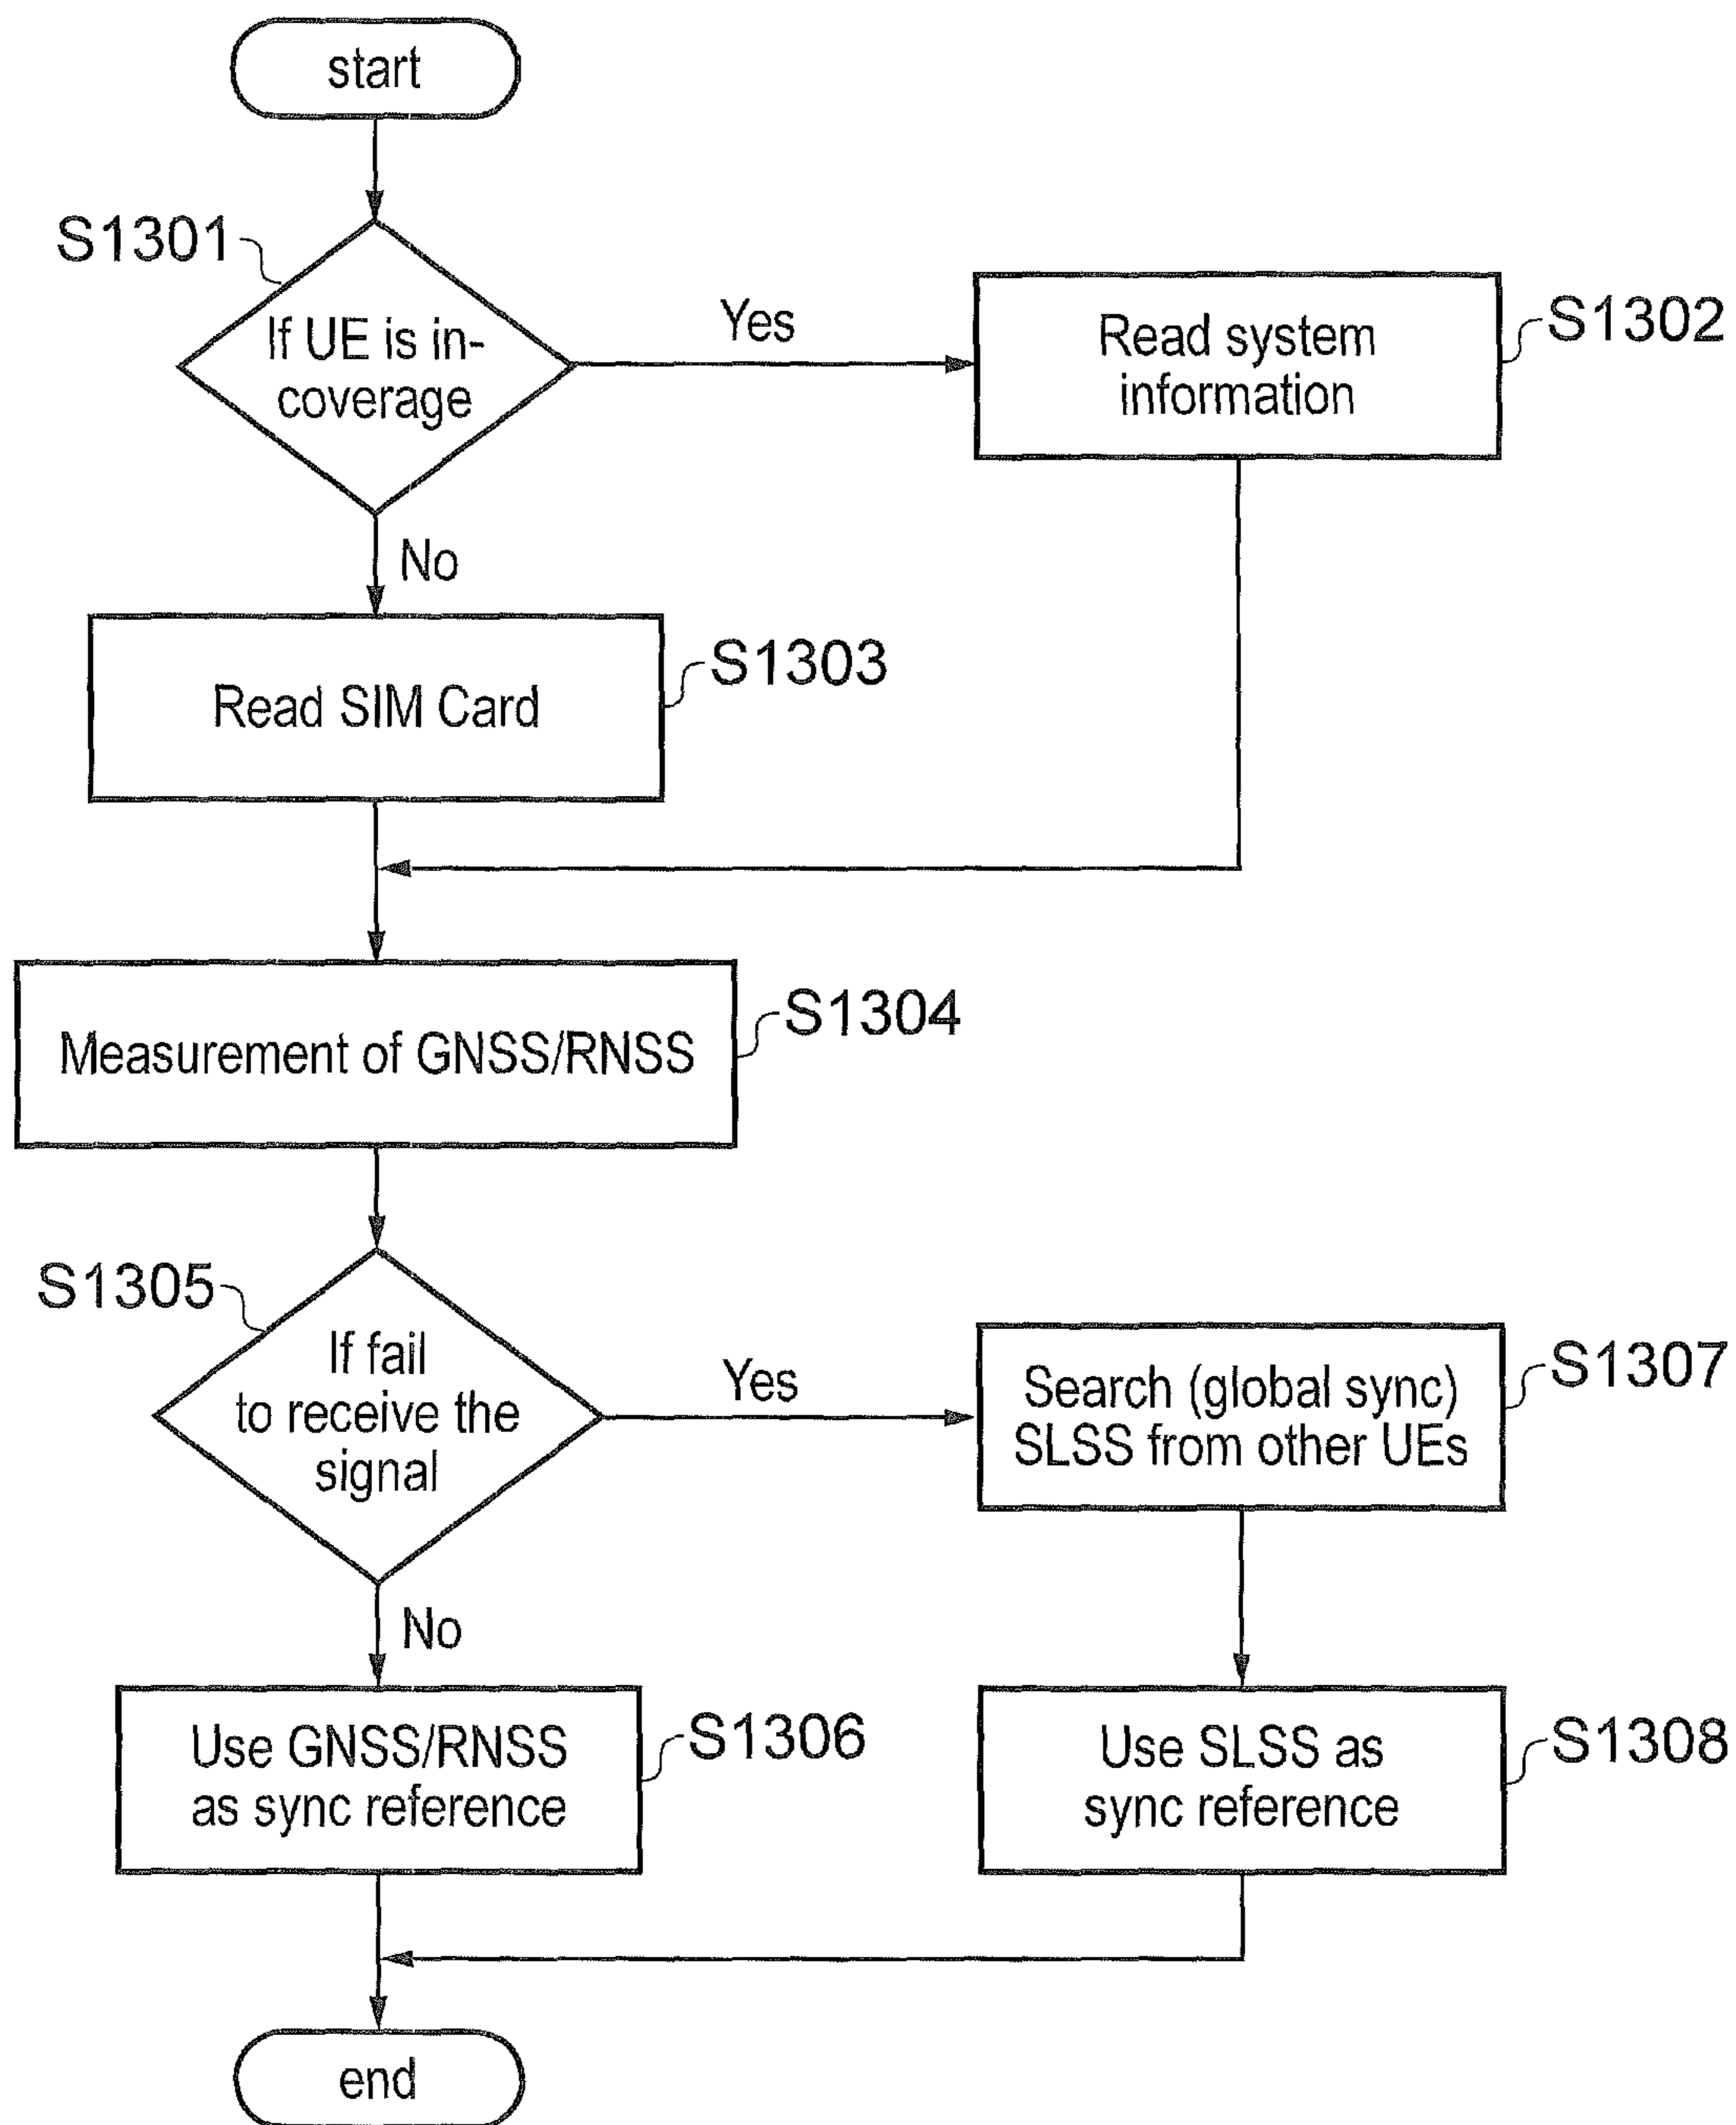 start
S1301
If UE is in-
coverage
Yes
Read system
information
S1302
No
Read SIM Card
S1303
Measurement of GNSS/RNSS
S1304
S1305
If fail
to receive the
signal
Yes
Search (global sync)
SLSS from other UEs
S1307
No
Use GNSS/RNSS
as sync reference
S1306
Use SLSS as
sync reference
S1308
end